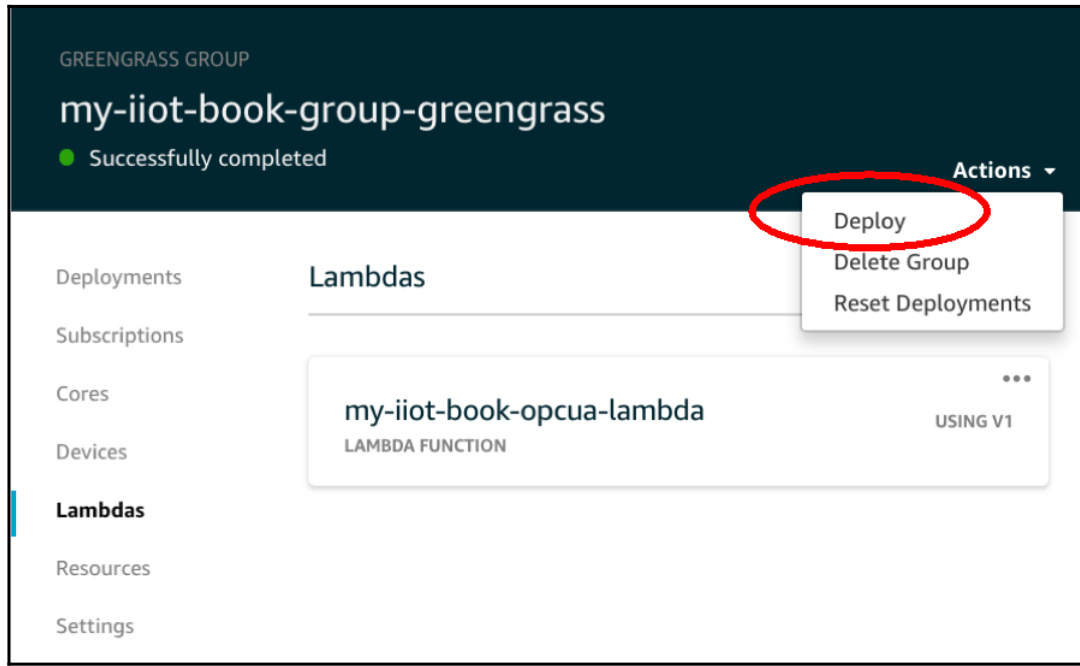 GREENGRASS GROUP
my-iiot-book-group-greengrass
Successfully completed
Actions
Deploy
Delete Group
Reset Deployments
Deployments
Subscriptions
Cores
Devices
Lambdas
Resources
Settings
Lambdas
my-iiot-book-opcua-lambda
LAMBDA FUNCTION
USING V1